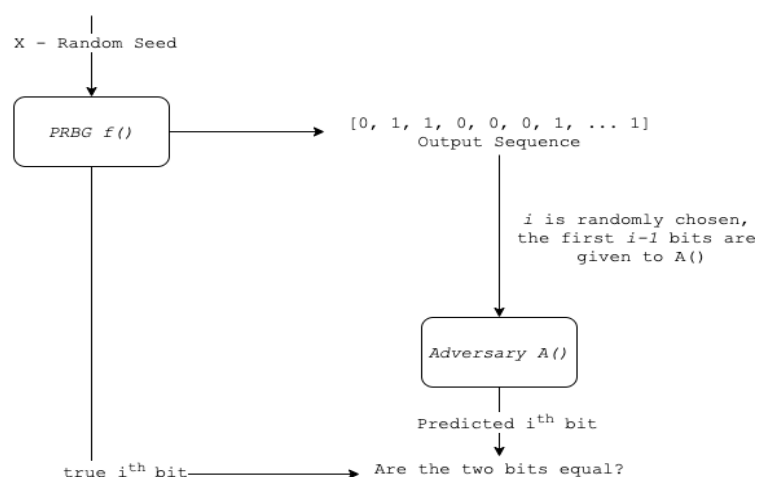 X - Random Seed
PRBG f()
[0, 1, 1, 0, 0, 0, 1, ... 1]
Output Sequence
i is randomly chosen,
the first i-1 bits are
given to A()
Adversary A()
Predicted i^th bit
true i^th bit
Are the two bits equal?